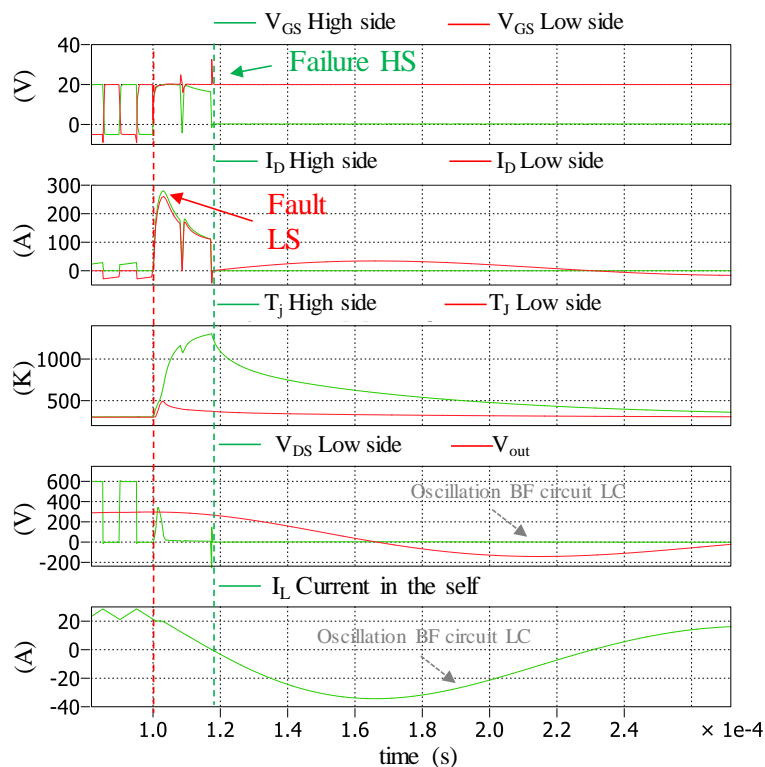 V_GS High side V_GS Low side
40
20
0
(V)
Failure HS
I_D High side I_D Low side
300
200
100
0
(A)
Fault
LS
T_j High side T_J Low side
1000
500
(K)
V_DS Low side V_out
600
400
200
0
-200
(V)
Oscillation BF circuit LC
I_L Current in the self
20
0
-20
-40
(A)
Oscillation BF circuit LC
1.0 1.2 1.4 1.6 1.8 2.0 2.2 2.4 × 1e-4
time (s)